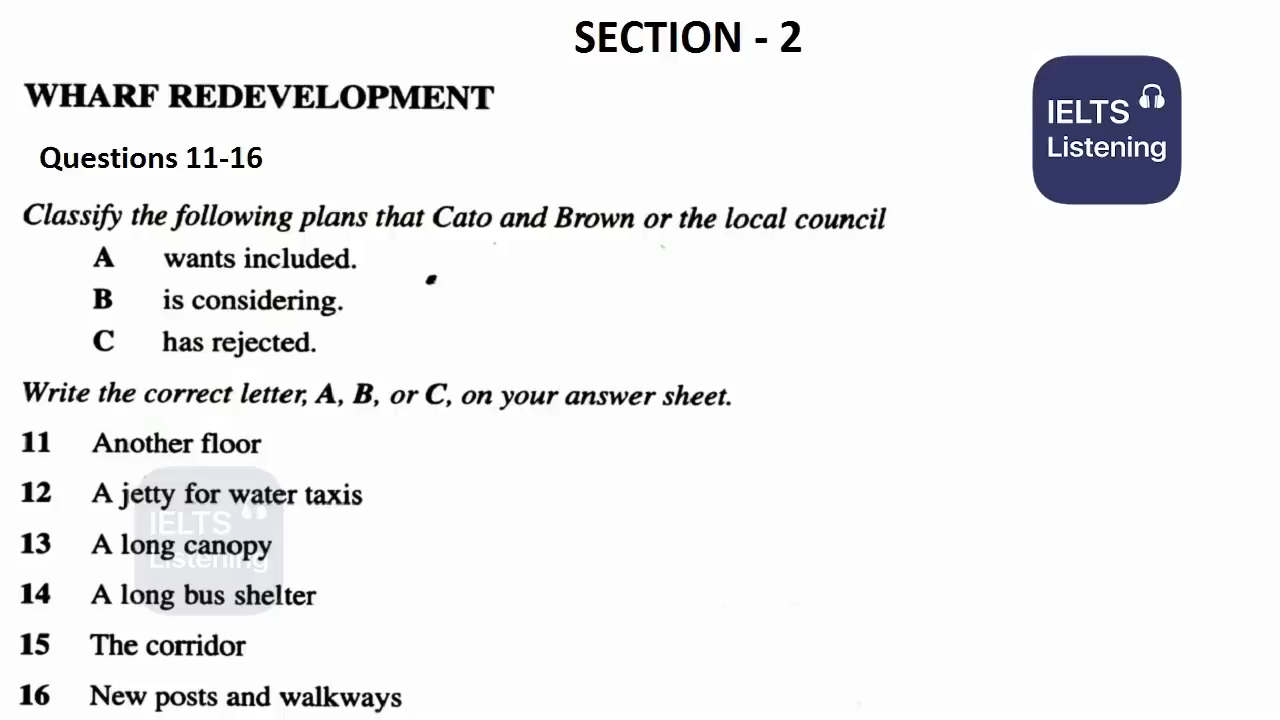 SECTION - 2
WHARF REDEVELOPMENT
IELTS
Listening
Questions 11-16
Classify the following plans that Cato and Brown or the local council
A wants included.
B is considering.
C has rejected.
Write the correct letter, A, B, or C, on your answer sheet.
11 Another floor
12 A jetty for water taxis
IELTS
13 A long canopy
Listening
14 A long bus shelter
15 The corridor
16 New posts and walkways